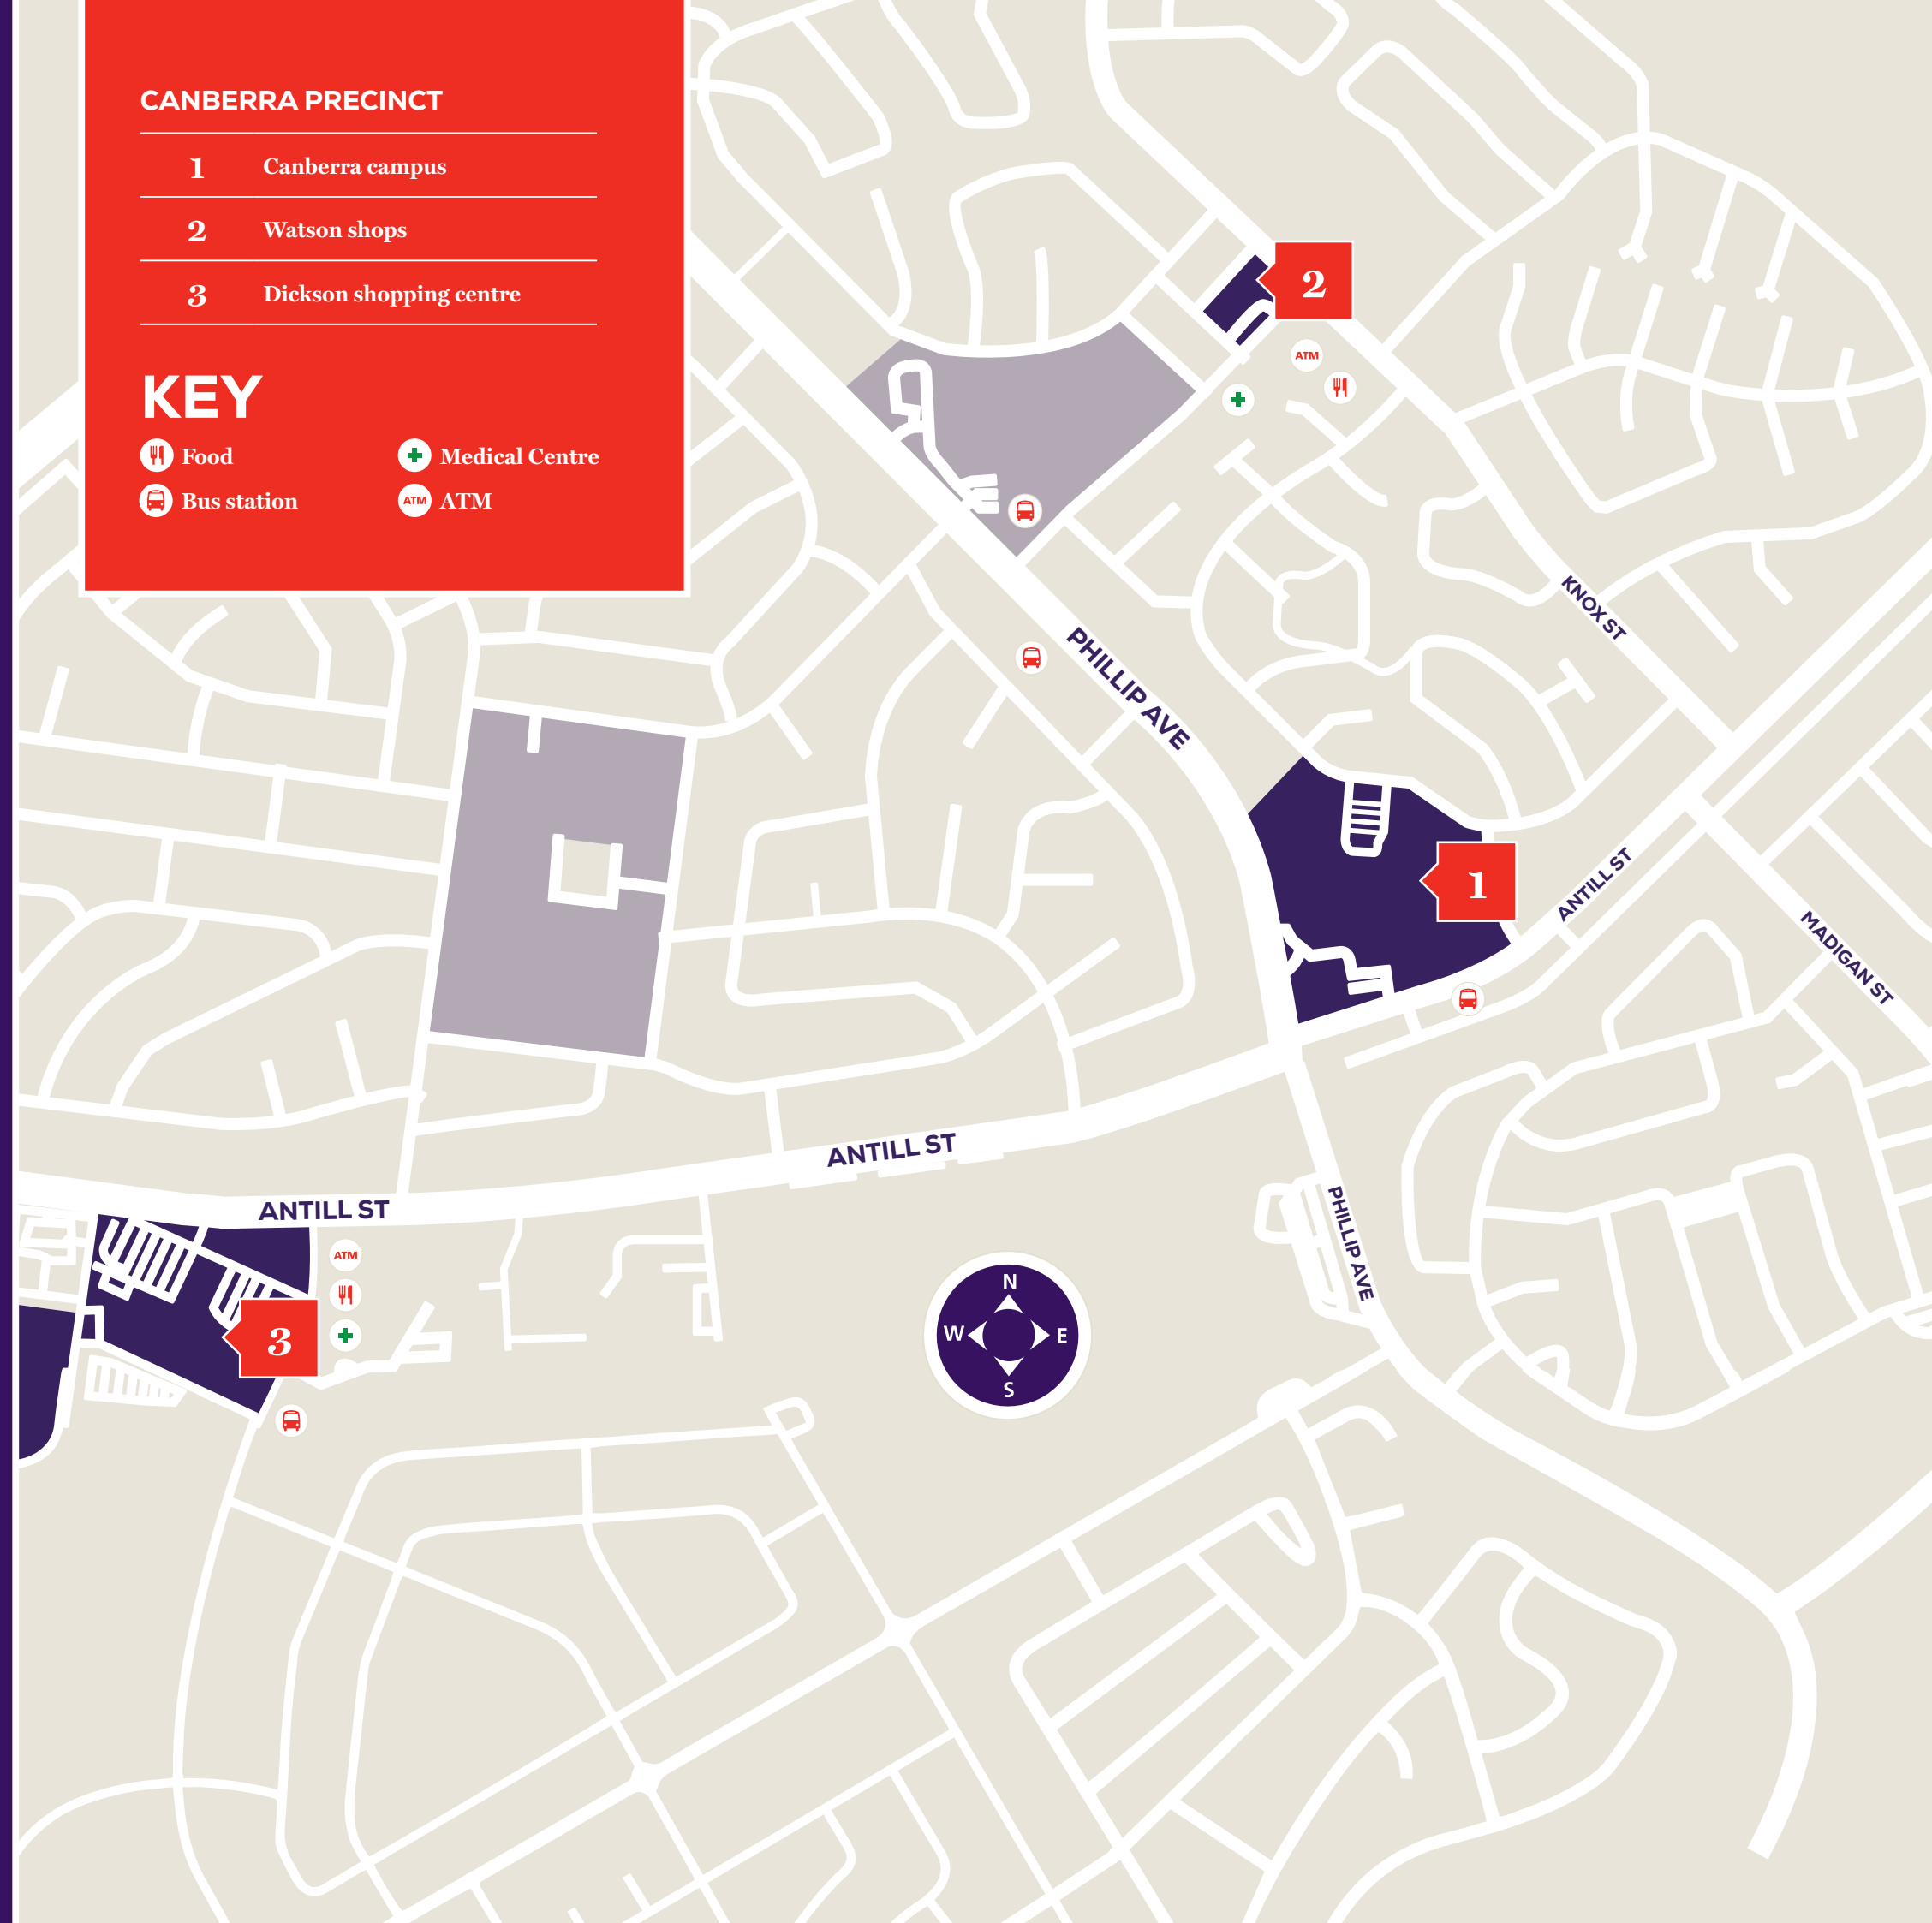 CANBERRA PRECINCT
1 Canberra campus
2 Watson shops
3 Dickson shopping centre
KEY
Food
Medical Centre
Bus station
ATM ATM
2
ATM
KNOX ST
PHILLIP AVE
1
ANTILL ST
MADIGAN ST
ANTILL ST
ANTILL ST
PHILLIP AVE
ATM
3
N
W E
S